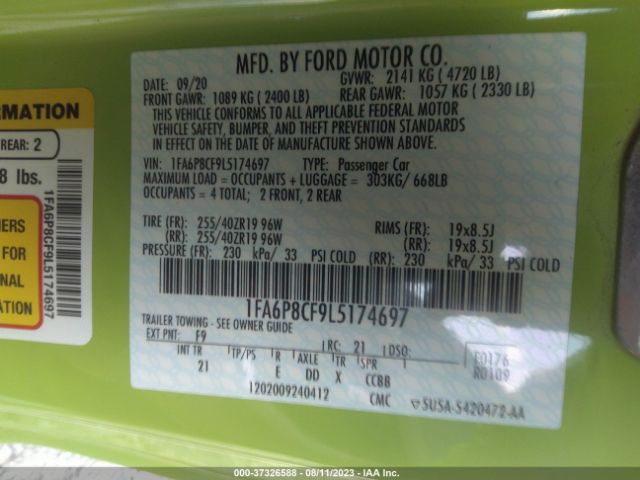 MFD. BY FORD MOTOR CO.
DATE: 09/20 GVWR: 2141 KG ( 4720 LB)
FRONT GAWR: 1089 KG ( 2400 LB) REAR GAWR: 1057 KG ( 2330 LB)
THIS VEHICLE CONFORMS TO ALL APPLICABLE FEDERAL MOTOR
VEHICLE SAFETY, BUMPER, AND THEFT PREVENTION STANDARDS
IN EFFECT ON THE DATE OF MANUFACTURE SHOWN ABOVE.
VIN: 1FA6P8CF9L5174697 TYPE: Passenger Car
MAXIMUM LOAD = OCCUPANTS + LUGGAGE = 303KG/ 668LB
OCCUPANTS = 4 TOTAL; 2 FRONT, 2 REAR
TIRE (FR): 255/40ZR19 96W RIMS (FR): 19x8.5J
(RR): 255/40ZR19 96W (RR): 19x8.5J
PRESSURE (FR): 230 kPa/ 33 PSI COLD (RR): 230 kPa/ 33 PSI COLD
1FA6P8CF9L5174697
TRAILER TOWING - SEE OWNER GUIDE
EXT PNT: F9 RC: 21 DSO:
INT TR TP/PS R AXLE TR SPR
21 E DD X CCBB
E0176
R0109
1202009240412 CMC 5USA-5420472-AA
ORMATION
REAR: 2
8 lbs.
NERS
FOR
NAL
1FA6P8CF9L5174697
000-37326588 - 08/11/2023 - IAA Inc.